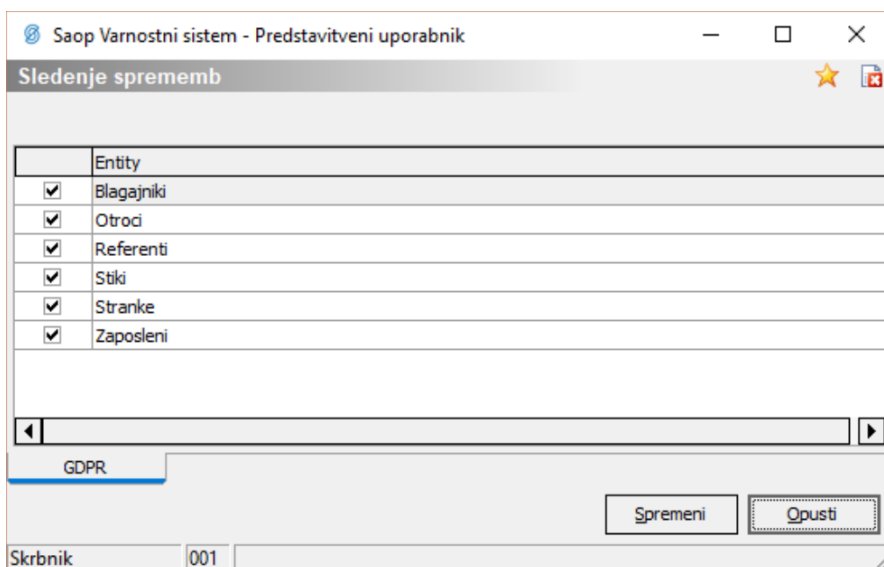 Saop Varnostni sistem - Predstavitveni uporabnik
Sledenje sprememb
Entity
Blagajniki
Otroci
Referenti
Stiki
Stranke
Zaposleni
GDPR
Spremeni Opusti
Skrbnik 001